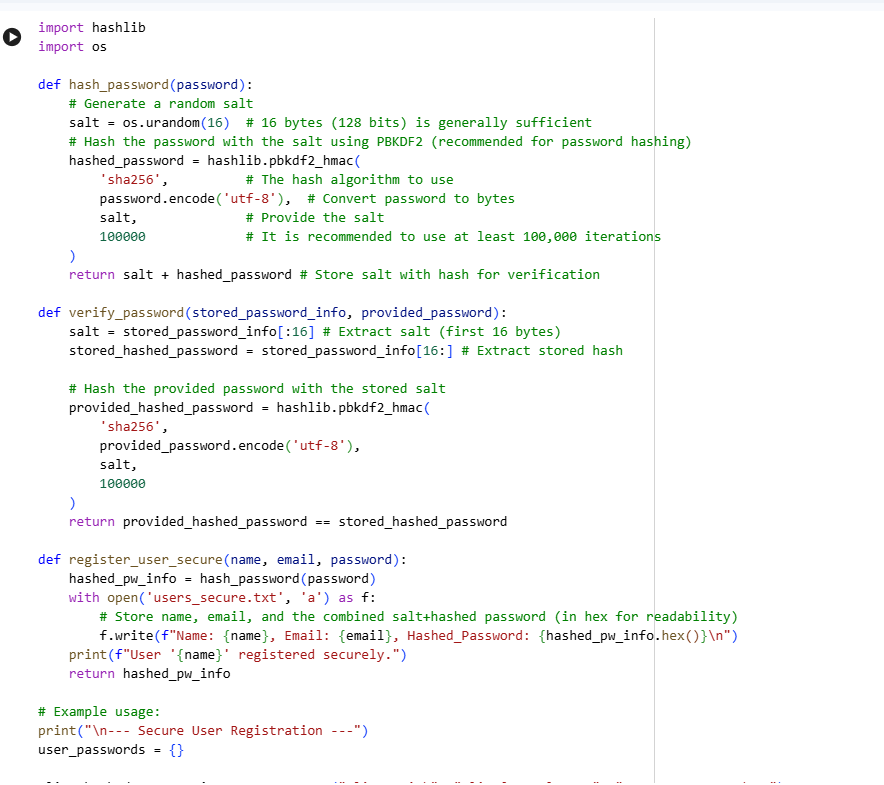 import hashlib
import os
def hash_password(password):
# Generate a random salt
salt = os.urandom(16)  # 16 bytes (128 bits) is generally sufficient
# Hash the password with the salt using PBKDF2 (recommended for password hashing)
hashed_password = hashlib.pbkdf2_hmac(
'sha256',          # The hash algorithm to use
password.encode('utf-8'),  # Convert password to bytes
salt,              # Provide the salt
100000             # It is recommended to use at least 100,000 iterations
)
return salt + hashed_password # Store salt with hash for verification
def verify_password(stored_password_info, provided_password):
salt = stored_password_info[:16] # Extract salt (first 16 bytes)
stored_hashed_password = stored_password_info[16:] # Extract stored hash
# Hash the provided password with the stored salt
provided_hashed_password = hashlib.pbkdf2_hmac(
'sha256',
provided_password.encode('utf-8'),
salt,
100000
)
return provided_hashed_password == stored_hashed_password
def register_user_secure(name, email, password):
hashed_pw_info = hash_password(password)
with open('users_secure.txt', 'a') as f:
# Store name, email, and the combined salt+hashed password (in hex for readability)
f.write(f"Name: {name}, Email: {email}, Hashed_Password: {hashed_pw_info.hex()}\n")
print(f"User '{name}' registered securely.")
return hashed_pw_info
# Example usage:
print("\n--- Secure User Registration ---")
user_passwords = {}